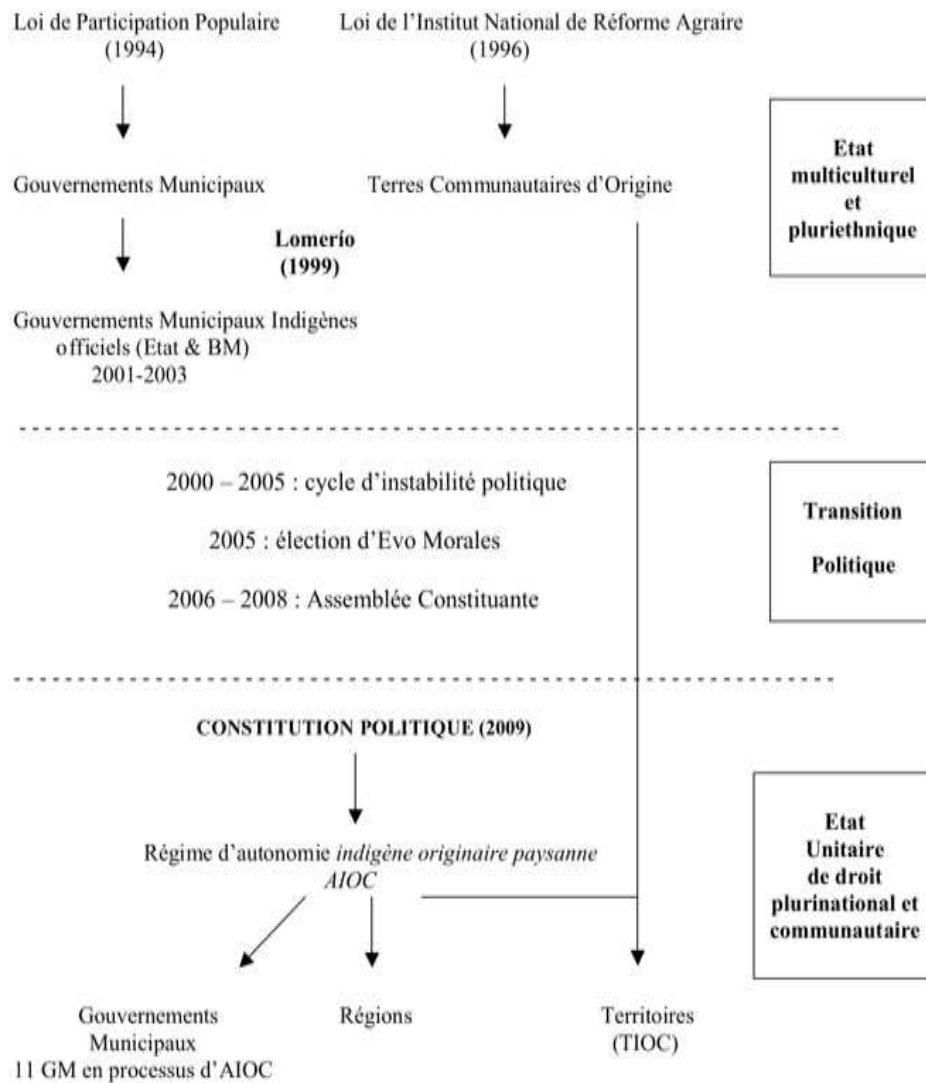 Loi de Participation Populaire
(1994)
Loi de l’Institut National de Réforme Agraire
(1996)
Gouvernements Municipaux
Terres Communautaires d’Origine
Etat
multiculturel
et
pluriethnique
Lomerío
(1999)
Gouvernements Municipaux Indigènes
officiels (Etat & BM)
2001-2003
2000 – 2005 : cycle d’instabilité politique
2005 : élection d’Evo Morales
2006 – 2008 : Assemblée Constituante
Transition
Politique
CONSTITUTION POLITIQUE (2009)
Régime d’autonomie indigène originaire paysanne
AIOC
Etat
Unitaire
de droit
plurinational et
communautaire
Gouvernements
Municipaux
11 GM en processus d’AIOC
Régions
Territoires
(TIOC)